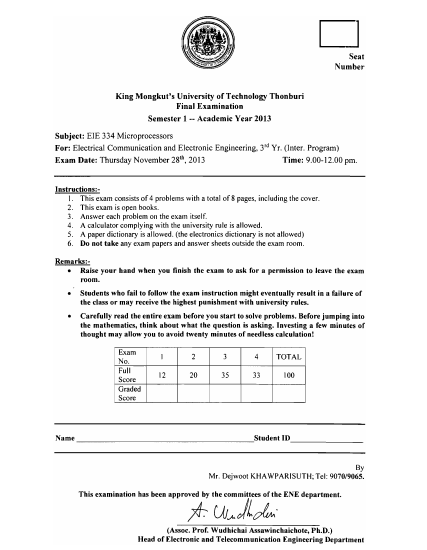 Seat
Number
King Mongkut's University of Technology Thonburi
Final Examination
Semester 1 -- Academic Year 2013
Subject: EIE 334 Microprocessors
For: Electrical Communication and Electronic Engineering, 3rd Yr. (Inter. Program)
Exam Date: Thursday November 28th, 2013 Time: 9.00-12.00 pm.
Instructions:-
1. This exam consists of 4 problems with a total of 8 pages, including the cover.
2. This exam is open books.
3. Answer each problem on the exam itself.
4. A calculator complying with the university rule is allowed.
5. A paper dictionary is allowed. (the electronics dictionary is not allowed)
6. Do not take any exam papers and answer sheets outside the exam room.
Remarks:-
• Raise your hand when you finish the exam to ask for a permission to leave the exam
room.
• Students who fail to follow the exam instruction might eventually result in a failure of
the class or may receive the highest punishment with university rules.
• Carefully read the entire exam before you start to solve problems. Before jumping into
the mathematics, think about what the question is asking. Investing a few minutes of
thought may allow you to avoid twenty minutes of needless calculation!
Exam No. 1 2 3 4 TOTAL
Full Score 12 20 35 33 100
Graded Score
Name Student ID
By
Mr. Dejwoot KHAWPARISUTH; Tel: 9070/9065.
This examination has been approved by the committees of the ENE department.
A. Wudhichai
(Assoc. Prof. Wudhichai Assawinchaichote, Ph.D.)
Head of Electronic and Telecommunication Engineering Department